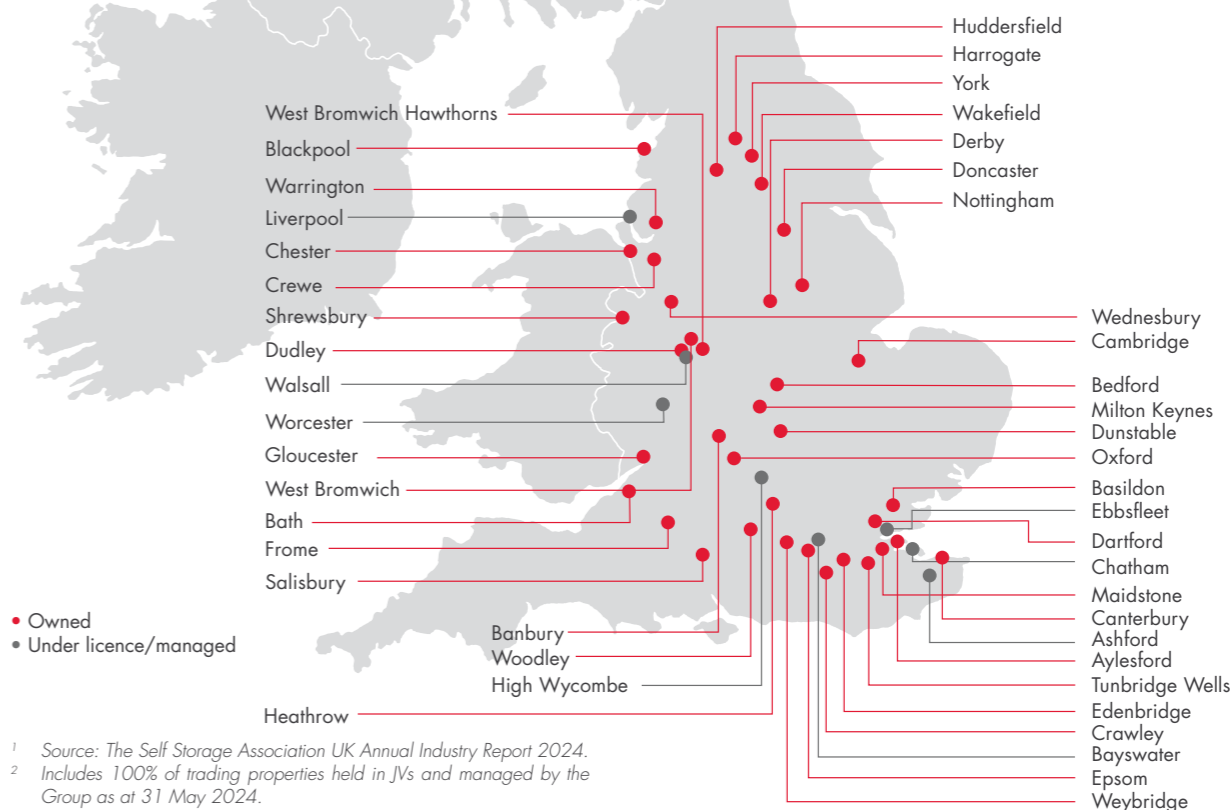 Huddersfield
Harrogate
York
Wakefield
Derby
Doncaster
Nottingham
West Bromwich Hawthorns
Blackpool
Warrington
Liverpool
Chester
Crewe
Shrewsbury
Dudley
Walsall
Worcester
Gloucester
West Bromwich
Bath
Frome
Salisbury
Wednesbury
Cambridge
Bedford
Milton Keynes
Dunstable
Oxford
Basildon
Ebbsfleet
Dartford
Chatham
Maidstone
Canterbury
Ashford
Aylesford
Tunbridge Wells
Edenbridge
Crawley
Bayswater
Epsom
Weybridge
Banbury
Woodley
High Wycombe
Heathrow
• Owned
• Under licence/managed
1 Source: The Self Storage Association UK Annual Industry Report 2024.
2 Includes 100% of trading properties held in JVs and managed by the
Group as at 31 May 2024.